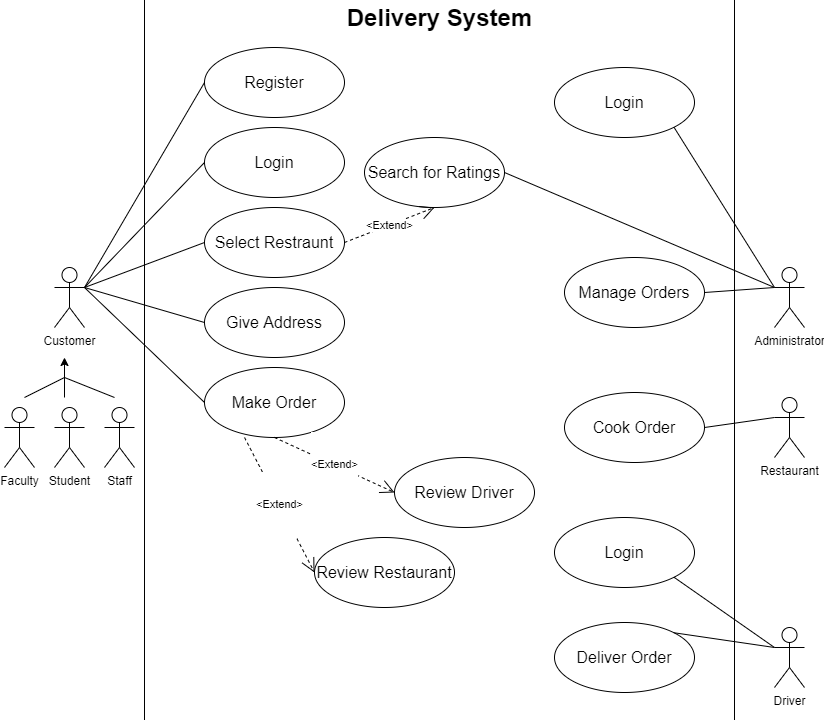 Delivery System
Register
Login
Login
Search for Ratings
<Extend>
Select Restraunt
Manage Orders
Give Address
Customer
Administrator
Make Order
Cook Order
<Extend>
Restaurant
Faculty
Student
Staff
Review Driver
<Extend>
Login
Review Restaurant
Deliver Order
Driver